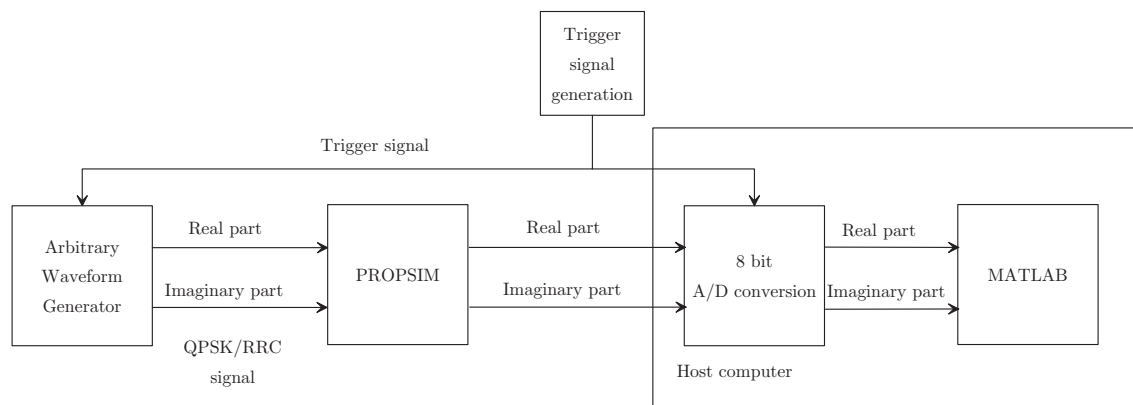 Trigger
signal
generation
Trigger signal
Arbitrary
Waveform
Generator
Real part
Imaginary part
QPSK/RRC
signal
PROPSIM
Real part
Imaginary part
8 bit
A/D conversion
Real part
Imaginary part
MATLAB
Host computer